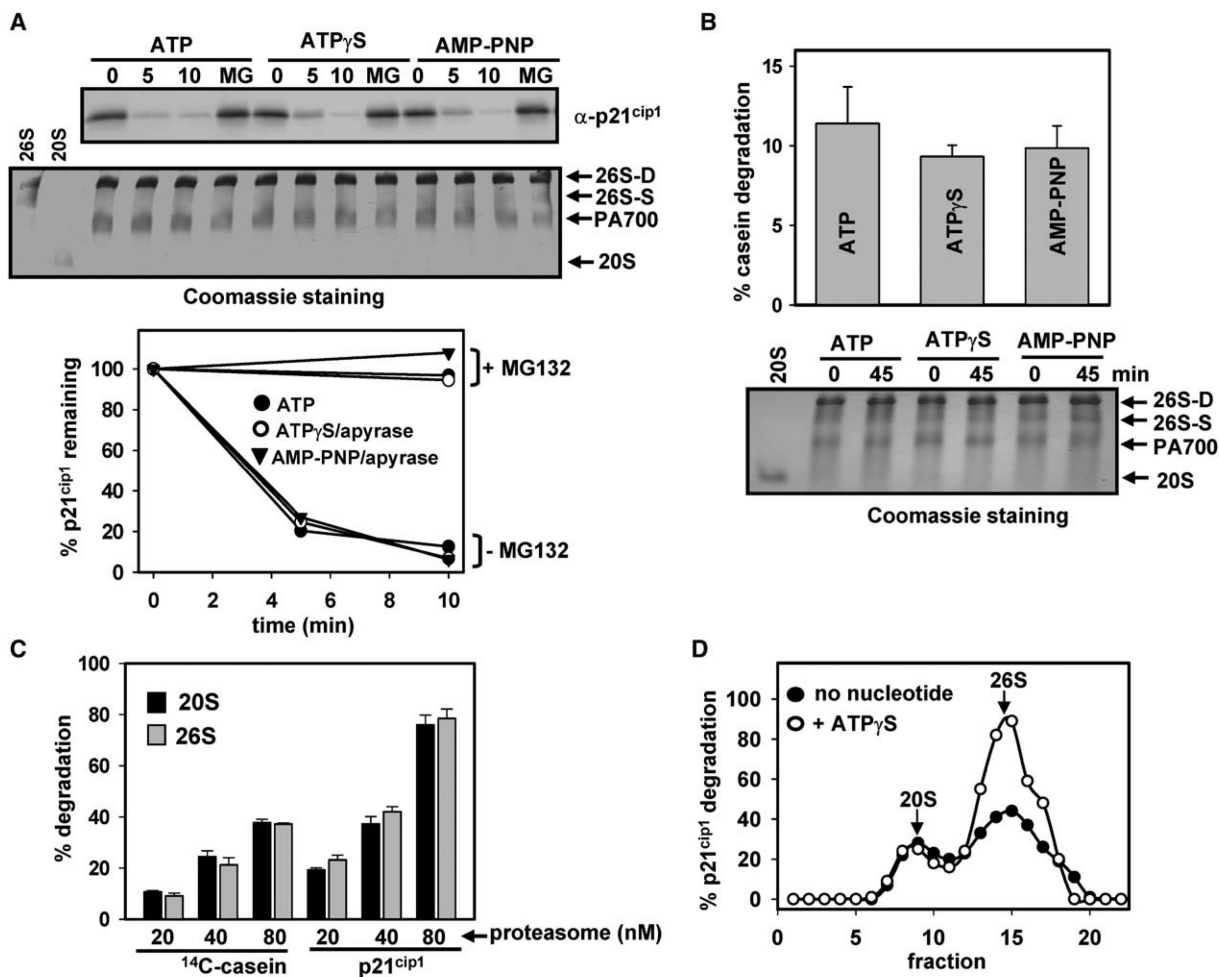 A
ATP ATPγS AMP-PNP
0 5 10 MG 0 5 10 MG 0 5 10 MG
α-p21cip1
26S 20S
26S-D
26S-S
PA700
20S
Coomassie staining
% p21cip1 remaining
100
80
60
40
20
0
+ MG132
ATP
ATPγS/apyrase
AMP-PNP/apyrase
- MG132
0 2 4 6 8 10
time (min)
B
% casein degradation
15
10
5
0
ATP
ATPγS
AMP-PNP
20S
ATP ATPγS AMP-PNP
0 45 0 45 0 45 min
26S-D
26S-S
PA700
20S
Coomassie staining
C
% degradation
100
80
60
40
20
0
20S
26S
20 40 80 20 40 80 proteasome (nM)
14C-casein p21cip1
D
% p21cip1 degradation
100
80
60
40
20
0
no nucleotide
+ ATPγS
20S
26S
0 5 10 15 20
fraction